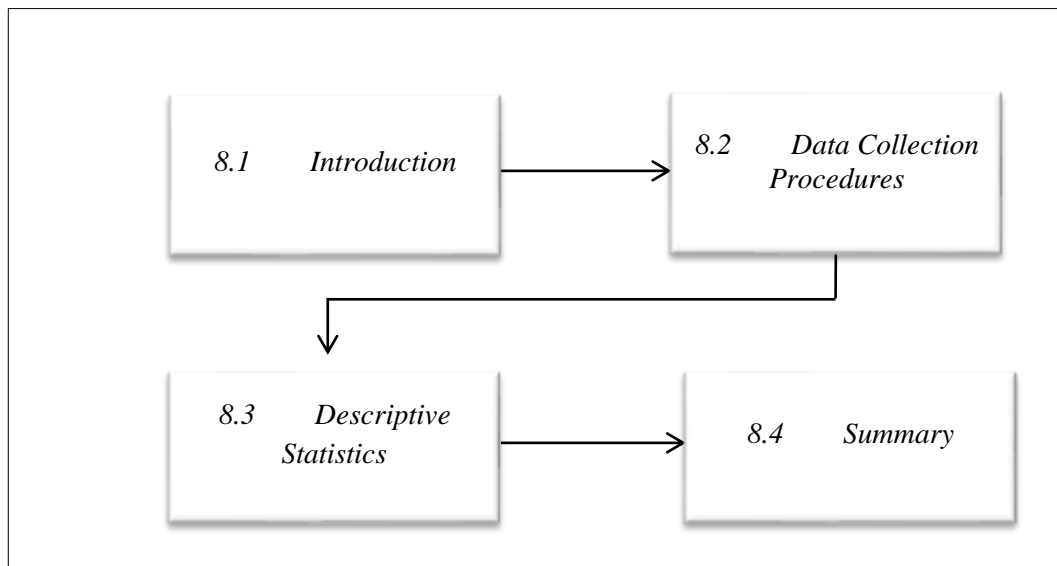 8.1 Introduction
8.2 Data Collection
Procedures
8.3 Descriptive
Statistics
8.4 Summary